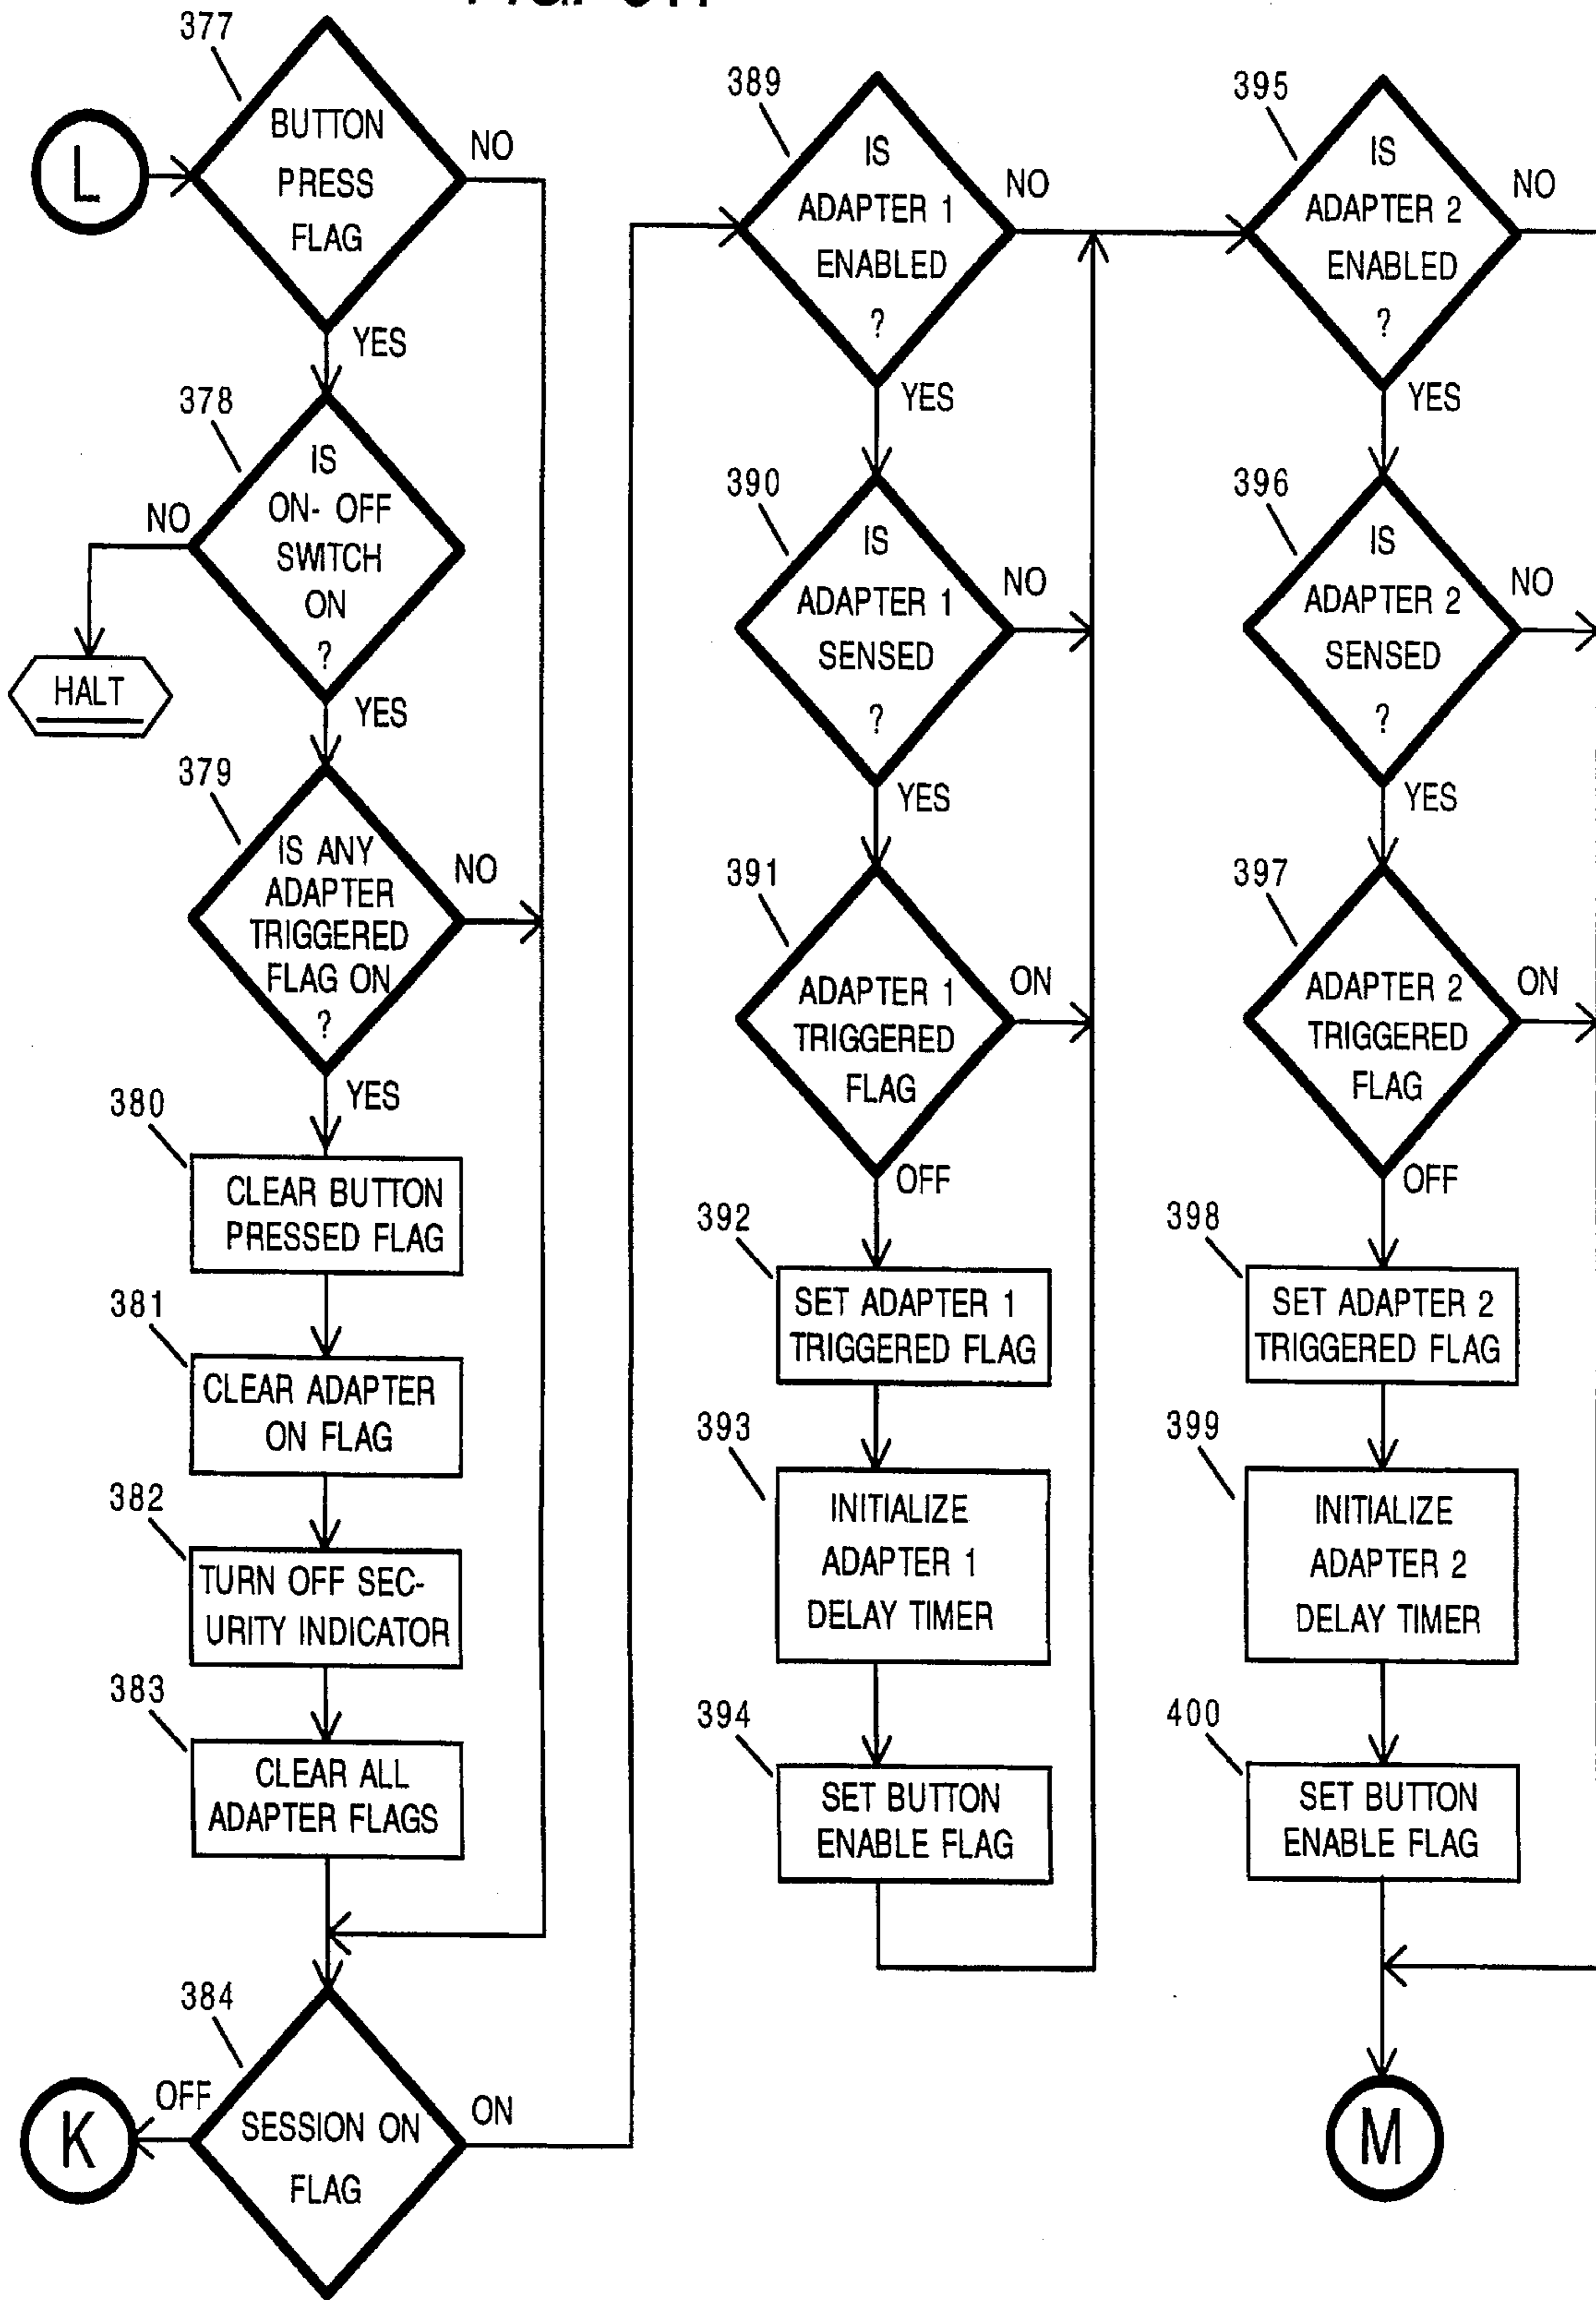 377
L
BUTTON
PRESS
FLAG
NO
YES
378
IS
ON- OFF
SWITCH
ON
?
NO
HALT
YES
379
IS ANY
ADAPTER
TRIGGERED
FLAG ON
?
NO
YES
380
CLEAR BUTTON
PRESSED FLAG
381
CLEAR ADAPTER
ON FLAG
382
TURN OFF SEC-
URITY INDICATOR
383
CLEAR ALL
ADAPTER FLAGS
384
SESSION ON
FLAG
OFF
K
ON
389
IS
ADAPTER 1
ENABLED
?
NO
YES
390
IS
ADAPTER 1
SENSED
?
NO
YES
391
ADAPTER 1
TRIGGERED
FLAG
ON
OFF
392
SET ADAPTER 1
TRIGGERED FLAG
393
INITIALIZE
ADAPTER 1
DELAY TIMER
394
SET BUTTON
ENABLE FLAG
395
IS
ADAPTER 2
ENABLED
?
NO
YES
396
IS
ADAPTER 2
SENSED
?
NO
YES
397
ADAPTER 2
TRIGGERED
FLAG
ON
OFF
398
SET ADAPTER 2
TRIGGERED FLAG
399
INITIALIZE
ADAPTER 2
DELAY TIMER
400
SET BUTTON
ENABLE FLAG
M